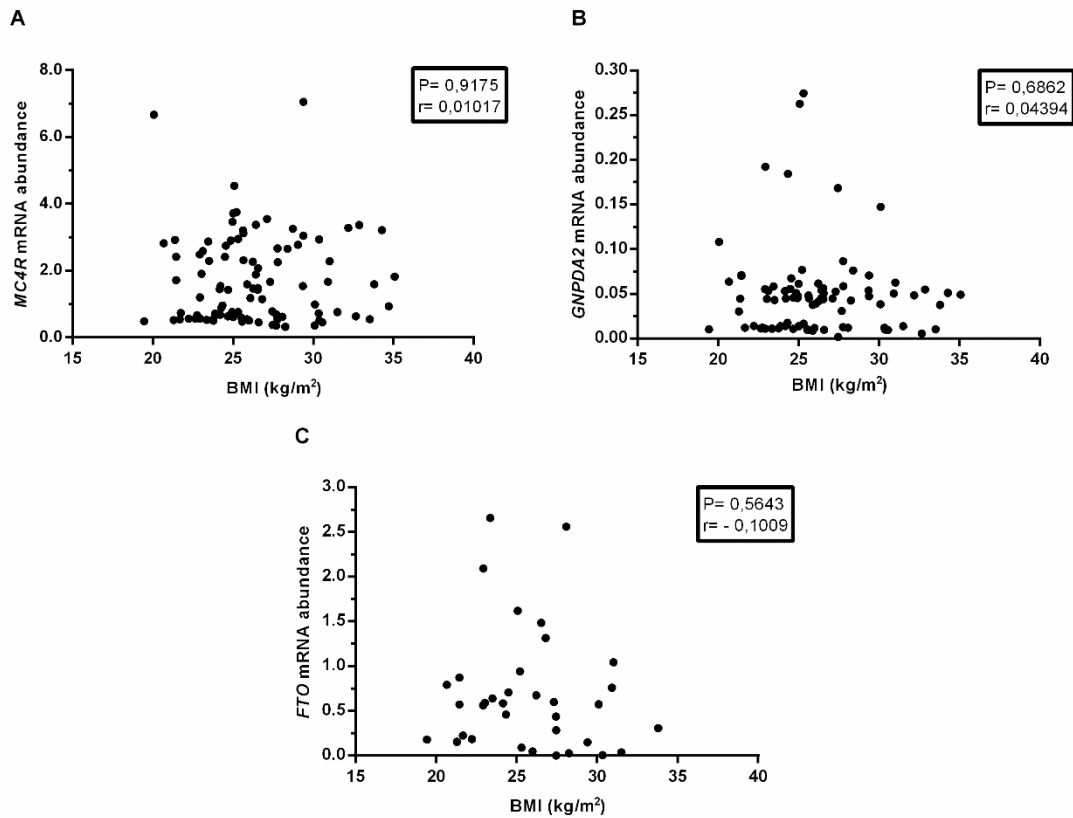 A
MC4R mRNA abundance
8.0
6.0
4.0
2.0
0.0
15 20 25 30 35 40
BMI (kg/m²)
P= 0,9175
r= 0,01017
B
GNPDA2 mRNA abundance
0.30
0.25
0.20
0.15
0.10
0.05
0.00
15 20 25 30 35 40
BMI (kg/m²)
P= 0,6862
r= 0,04394
C
FTO mRNA abundance
3.0
2.5
2.0
1.5
1.0
0.5
0.0
15 20 25 30 35 40
BMI (kg/m²)
P= 0,5643
r= - 0,1009